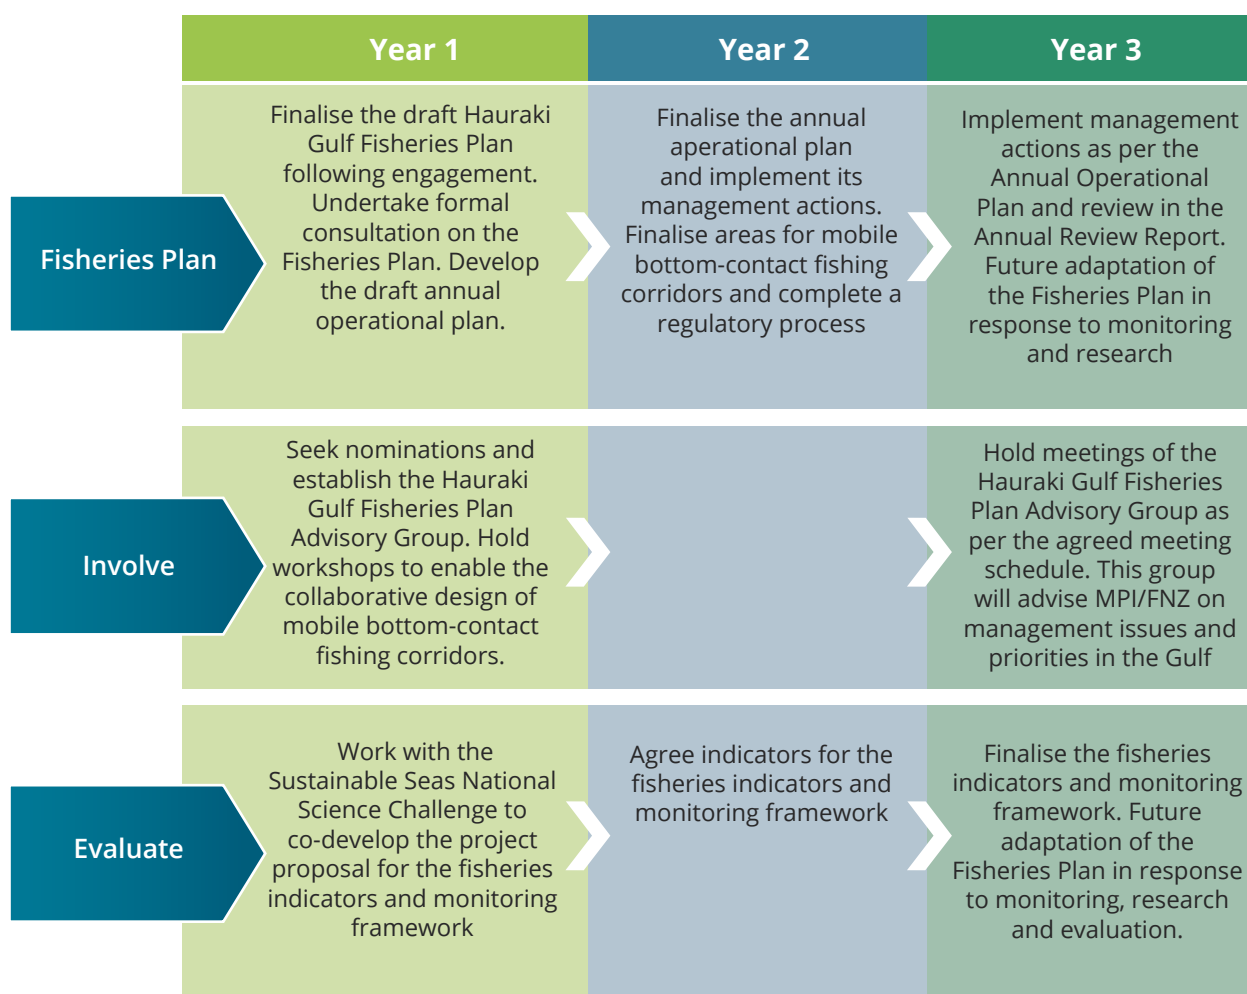 Year 1
Year 2
Year 3
Fisheries Plan
Finalise the draft Hauraki
Gulf Fisheries Plan
following engagement.
Undertake formal
consultation on the
Fisheries Plan. Develop
the draft annual
operational plan.
Finalise the annual
aperational plan
and implement its
management actions.
Finalise areas for mobile
bottom-contact fishing
corridors and complete a
regulatory process
Implement management
actions as per the
Annual Operational
Plan and review in the
Annual Review Report.
Future adaptation of
the Fisheries Plan in
response to monitoring
and research
Involve
Seek nominations and
establish the Hauraki
Gulf Fisheries Plan
Advisory Group. Hold
workshops to enable the
collaborative design of
mobile bottom-contact
fishing corridors.
Hold meetings of the
Hauraki Gulf Fisheries
Plan Advisory Group as
per the agreed meeting
schedule. This group
will advise MPI/FNZ on
management issues and
priorities in the Gulf
Evaluate
Work with the
Sustainable Seas National
Science Challenge to
co-develop the project
proposal for the fisheries
indicators and monitoring
framework
Agree indicators for the
fisheries indicators and
monitoring framework
Finalise the fisheries
indicators and monitoring
framework. Future
adaptation of the
Fisheries Plan in response
to monitoring, research
and evaluation.